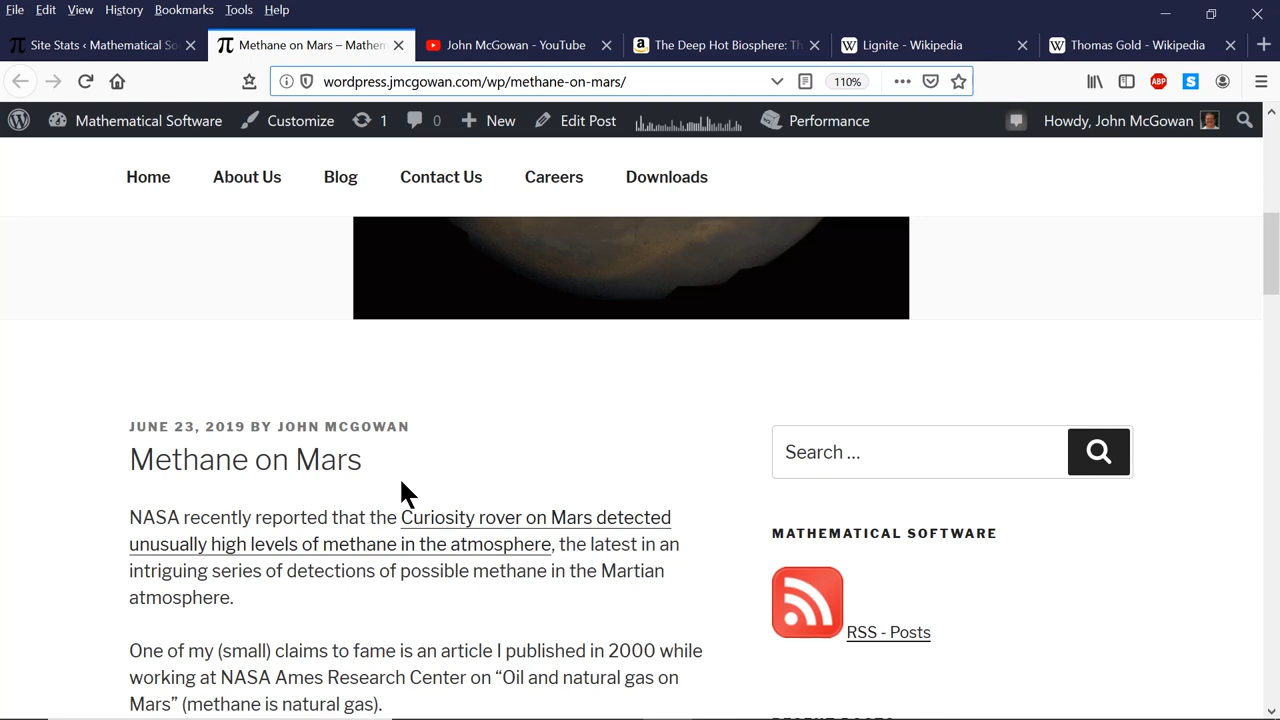 File Edit View History Bookmarks Tools Help
Site Stats ‹ Mathematical So
Methane on Mars – Mathem
John McGowan - YouTube
The Deep Hot Biosphere: Th
Lignite - Wikipedia
Thomas Gold - Wikipedia
wordpress.jmcgowan.com/wp/methane-on-mars/
110%
ABP
S
Mathematical Software Customize 1 0 New Edit Post Performance Howdy, John McGowan
Home About Us Blog Contact Us Careers Downloads
JUNE 23, 2019 BY JOHN MCGOWAN
Methane on Mars
NASA recently reported that the Curiosity rover on Mars detected
unusually high levels of methane in the atmosphere, the latest in an
intriguing series of detections of possible methane in the Martian
atmosphere.
One of my (small) claims to fame is an article I published in 2000 while
working at NASA Ames Research Center on “Oil and natural gas on
Mars” (methane is natural gas).
Search …
MATHEMATICAL SOFTWARE
RSS - Posts